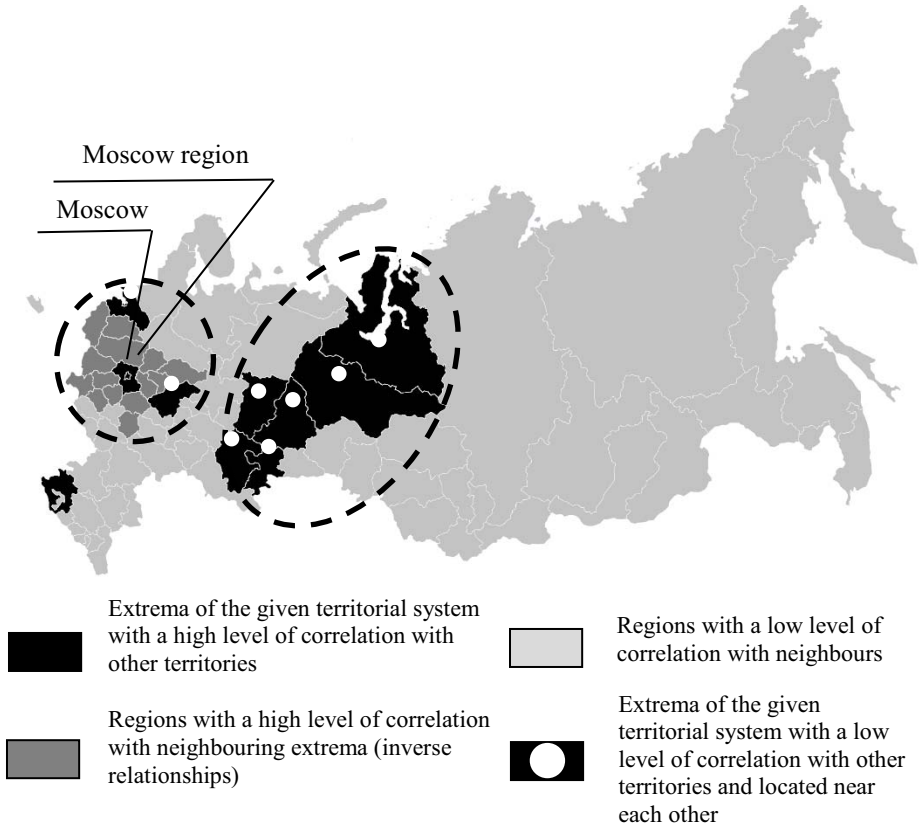 Moscow region
Moscow
Extrema of the given territorial system
with a high level of correlation with
other territories
Regions with a low level of
correlation with neighbours
Regions with a high level of correlation
with neighbouring extrema (inverse
relationships)
Extrema of the given
territorial system with a low
level of correlation with other
territories and located near
each other